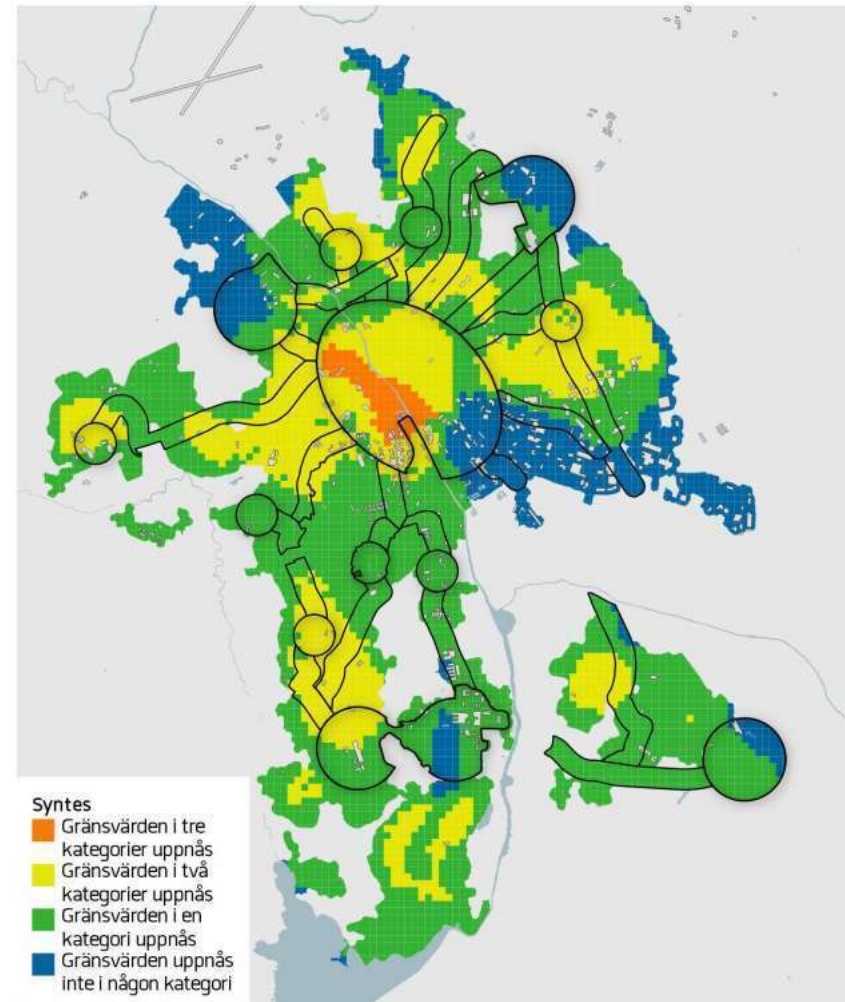 Syntes
Gränsvärden i tre
kategorier uppnås
Gränsvärden i två
kategorier uppnås
Gränsvärden i en
kategori uppnås
Gränsvärden uppnås
inte i någon kategori